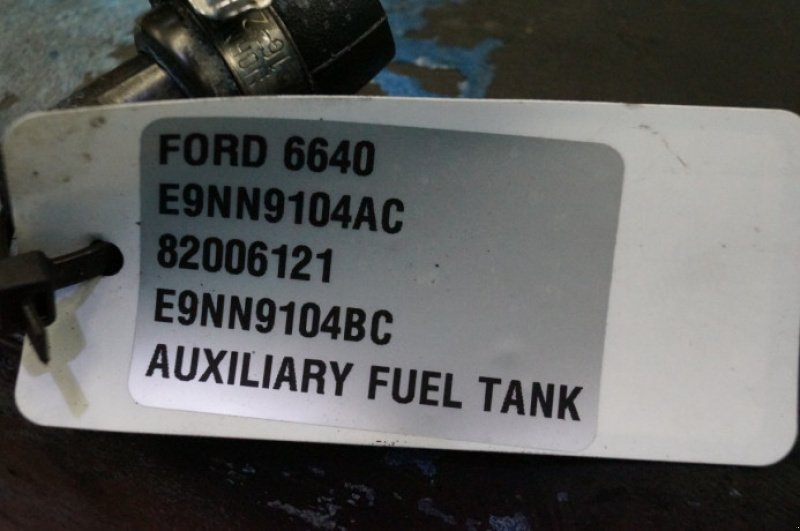 FORD 6640
E9NN9104AC
82006121
E9NN9104BC
AUXILIARY FUEL TANK